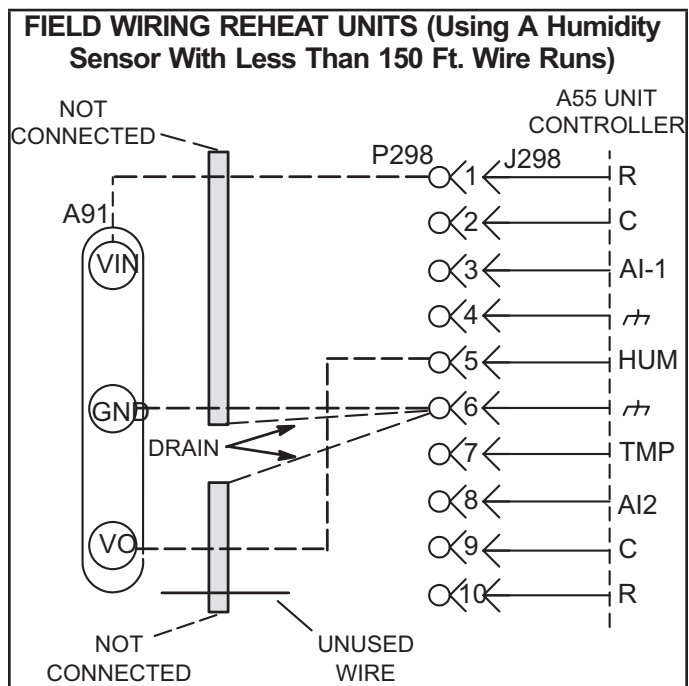 FIELD WIRING REHEAT UNITS (Using A Humidity
Sensor With Less Than 150 Ft. Wire Runs)
NOT
CONNECTED
A55 UNIT
CONTROLLER
P298
J298
A91
VIN
GND
VO
DRAIN
1 R
2 C
3 AI-1
4
5 HUM
6
7 TMP
8 AI2
9 C
10 R
NOT
CONNECTED
UNUSED
WIRE